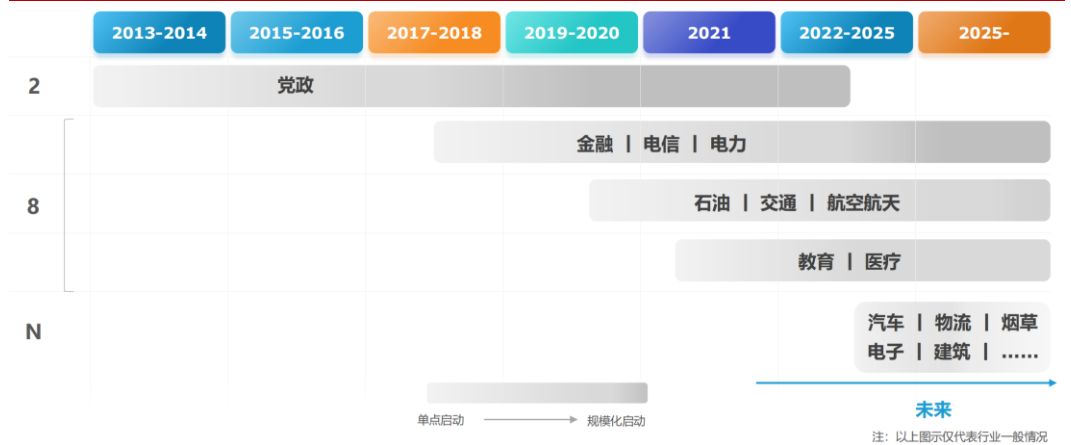 2013-2014 2015-2016 2017-2018 2019-2020 2021 2022-2025 2025-
2 党政
金融 | 电信 | 电力
8 石油 | 交通 | 航空航天
教育 | 医疗
N 汽车 | 物流 | 烟草
电子 | 建筑 | ......
单点启动 规模化启动
未来
注：以上图示仅代表行业一般情况